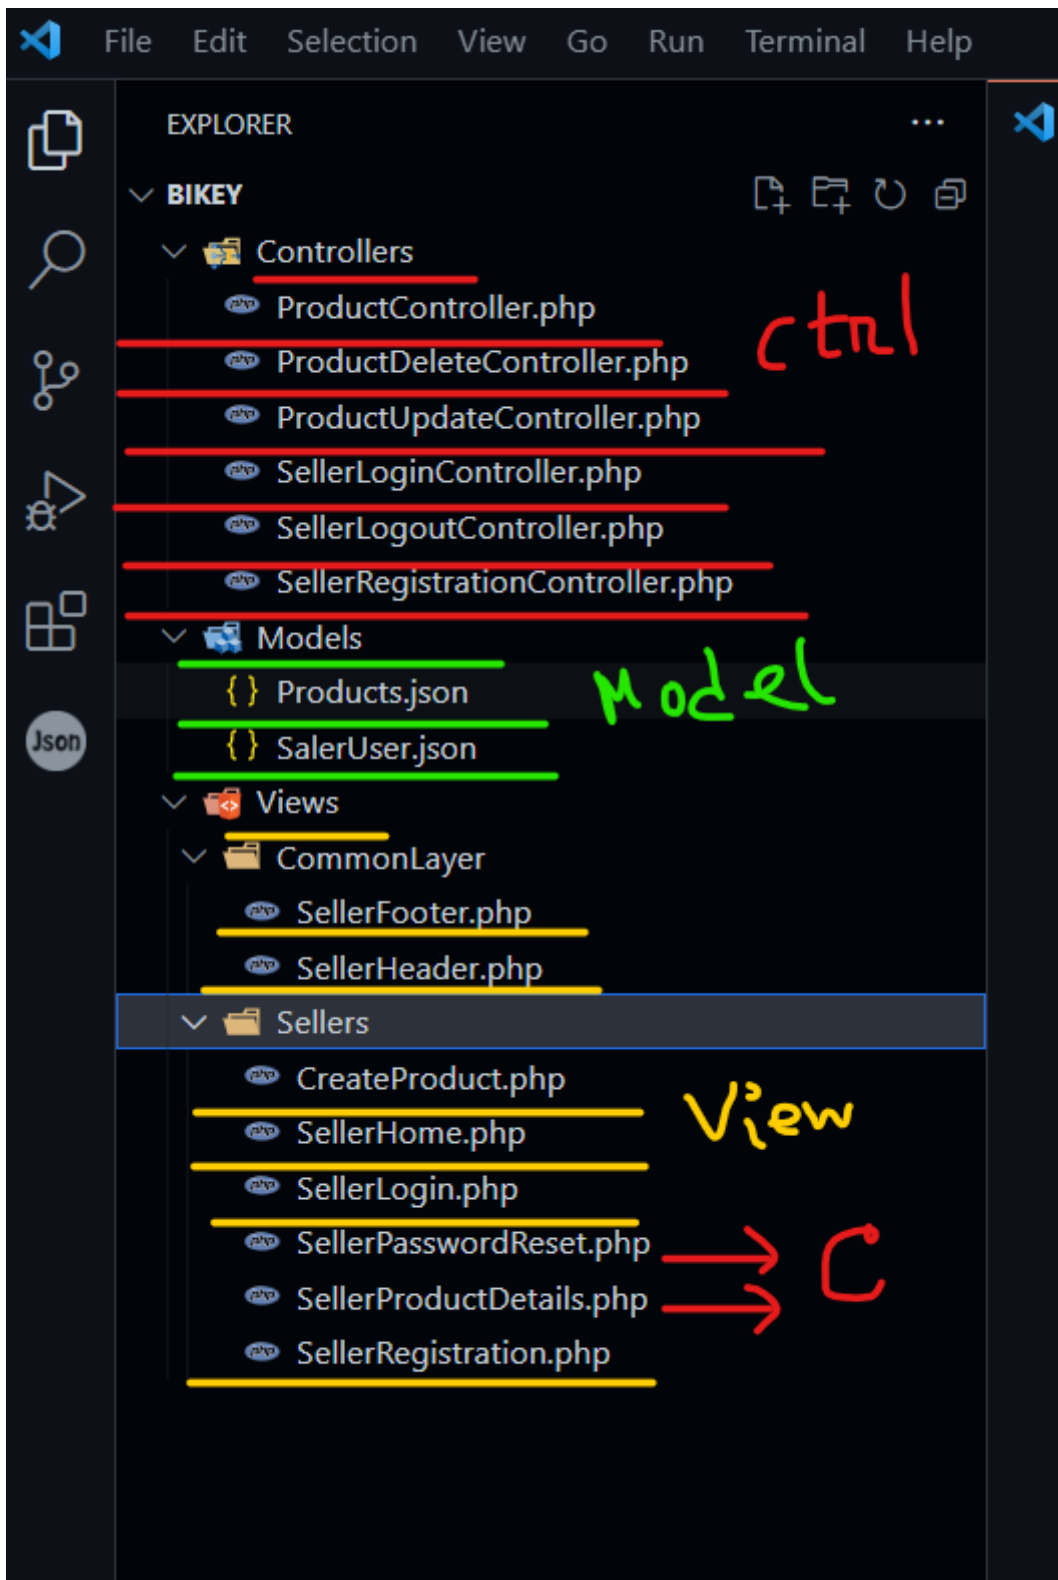 File Edit Selection View Go Run Terminal Help
EXPLORER ...
BIKEY
Controllers
ProductController.php
ctrl
ProductDeleteController.php
ProductUpdateController.php
SellerLoginController.php
SellerLogoutController.php
SellerRegistrationController.php
Models
Model
{ } Products.json
{ } SalerUser.json
Json
Views
CommonLayer
SellerFooter.php
SellerHeader.php
Sellers
CreateProduct.php
View
SellerHome.php
SellerLogin.php
SellerPasswordReset.php
C
SellerProductDetails.php
SellerRegistration.php